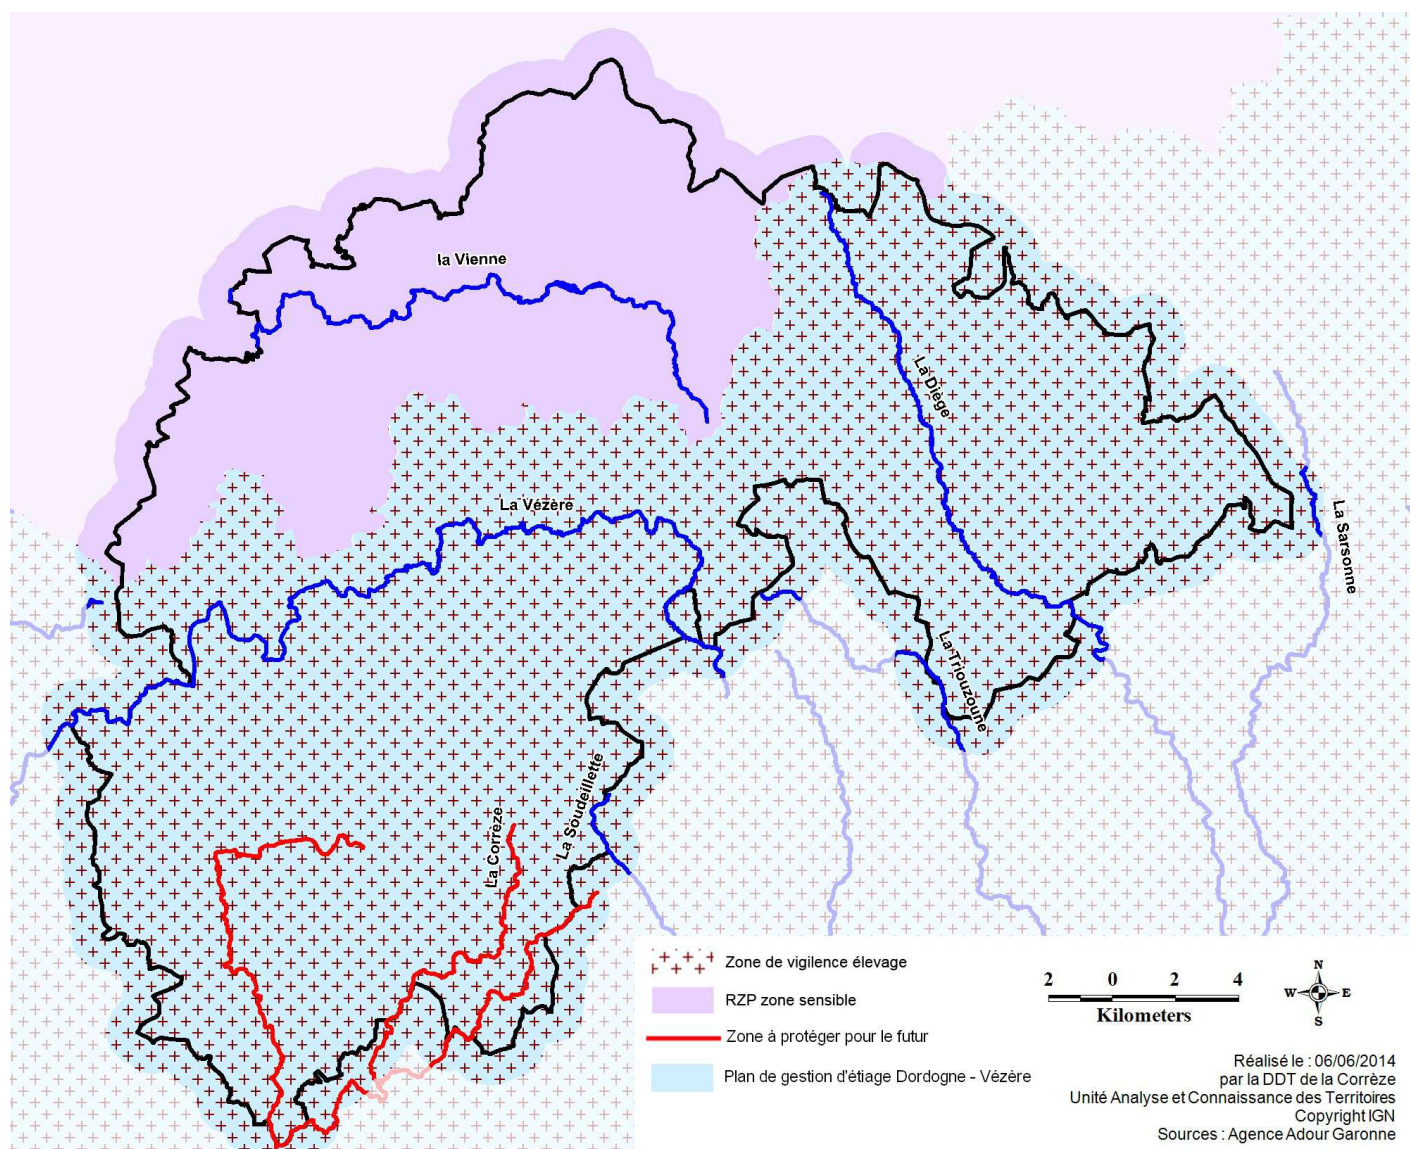 la Vienne
La Diège
La Vézère
La Sarsonne
La Triouzoune
La Soudeillette
La Corrèze
Zone de vigilence élevage
RZP zone sensible
Zone à protéger pour le futur
Plan de gestion d'étiage Dordogne - Vézère
2 0 2 4
Kilometers
N
W E
S
Réalisé le : 06/06/2014
par la DDT de la Corrèze
Unité Analyse et Connaissance des Territoires
Copyright IGN
Sources : Agence Adour Garonne